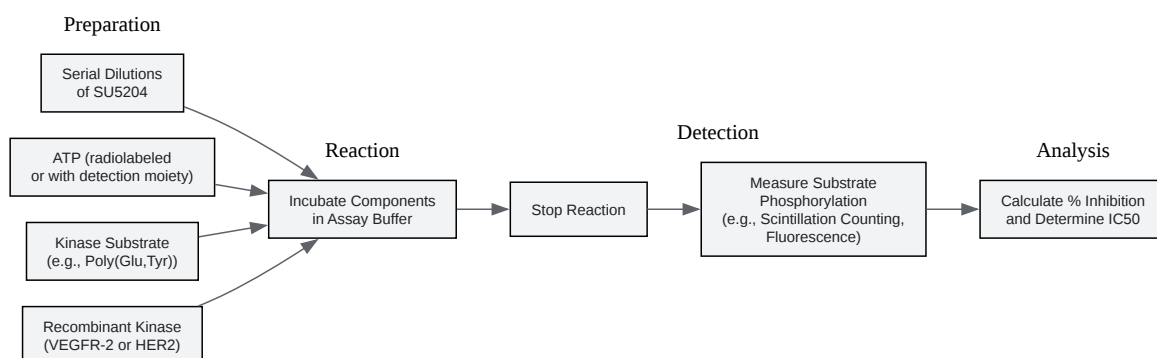 Preparation
Serial Dilutions
of SU5204
ATP (radiolabeled
or with detection moiety)
Kinase Substrate
(e.g., Poly(Glu,Tyr))
Recombinant Kinase
(VEGFR-2 or HER2)
Reaction
Incubate Components
in Assay Buffer
Stop Reaction
Detection
Measure Substrate
Phosphorylation
(e.g., Scintillation Counting,
Fluorescence)
Analysis
Calculate % Inhibition
and Determine IC50